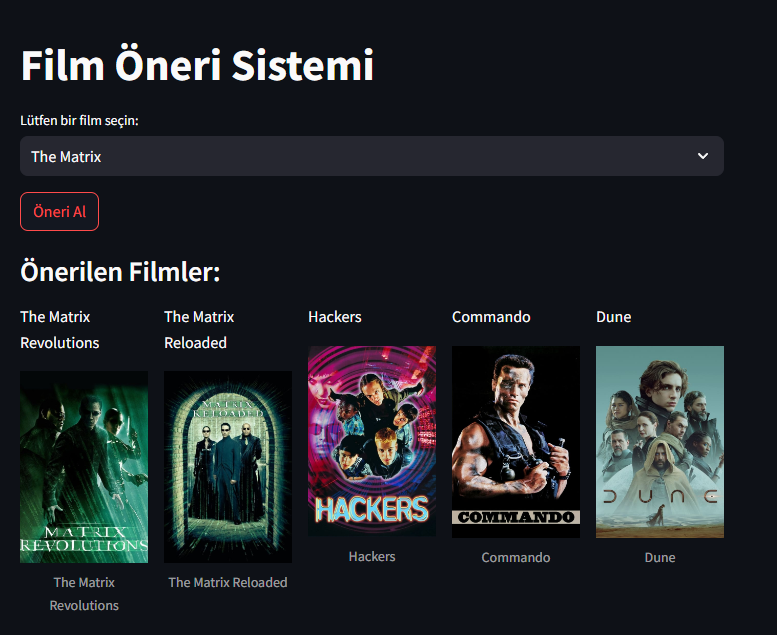 Film Öneri Sistemi
Lütfen bir film seçin:
The Matrix
Öneri Al
Önerilen Filmler:
The Matrix
Revolutions
The Matrix
Reloaded
Hackers
Commando
Dune
MATRIX
REVOLUTIONS
MATRIX
RELOADED
HACKERS
COMMANDO
DUNE
The Matrix
Revolutions
The Matrix Reloaded
Hackers
Commando
Dune